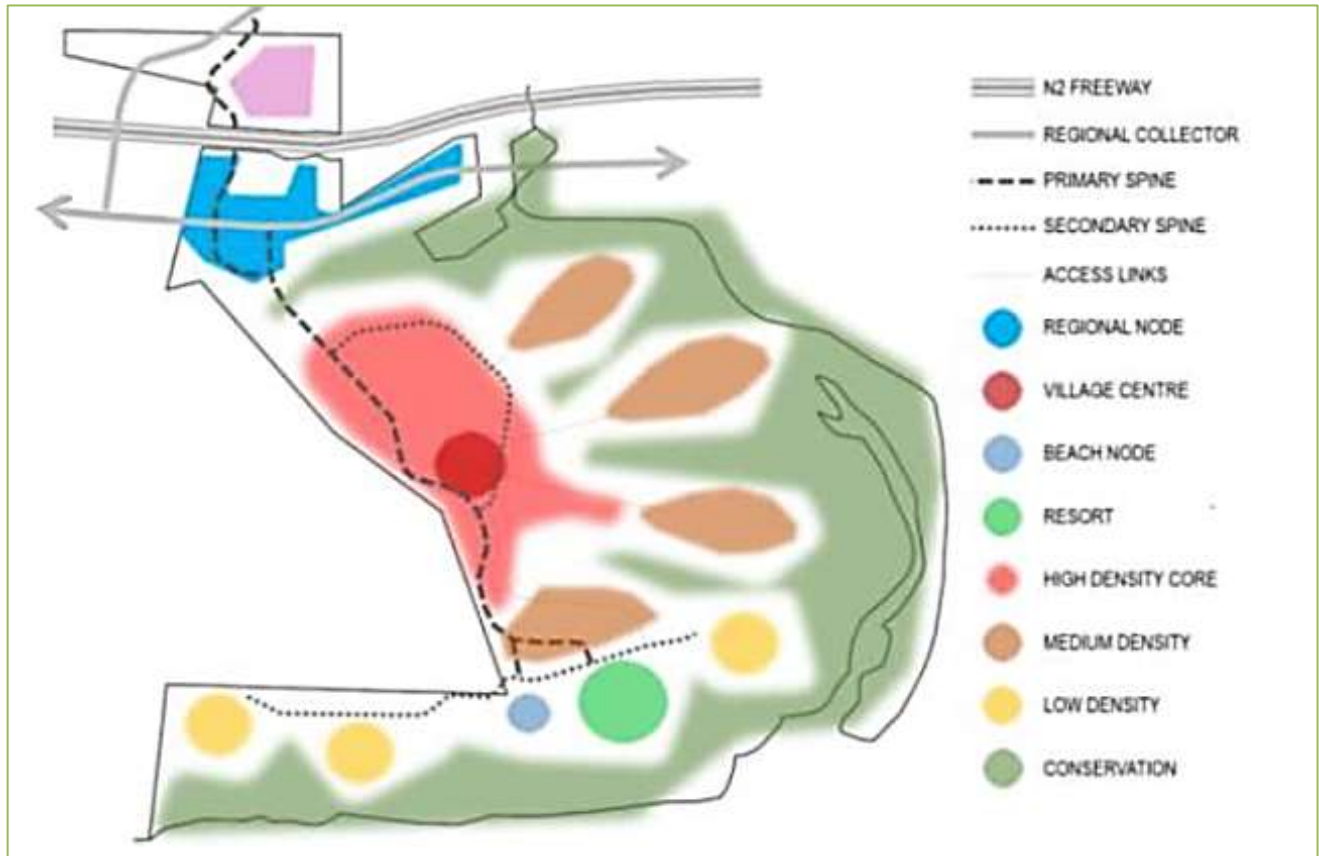 N2 FREEWAY
REGIONAL COLLECTOR
PRIMARY SPINE
SECONDARY SPINE
ACCESS LINKS
REGIONAL NODE
VILLAGE CENTRE
BEACH NODE
RESORT
HIGH DENSITY CORE
MEDIUM DENSITY
LOW DENSITY
CONSERVATION